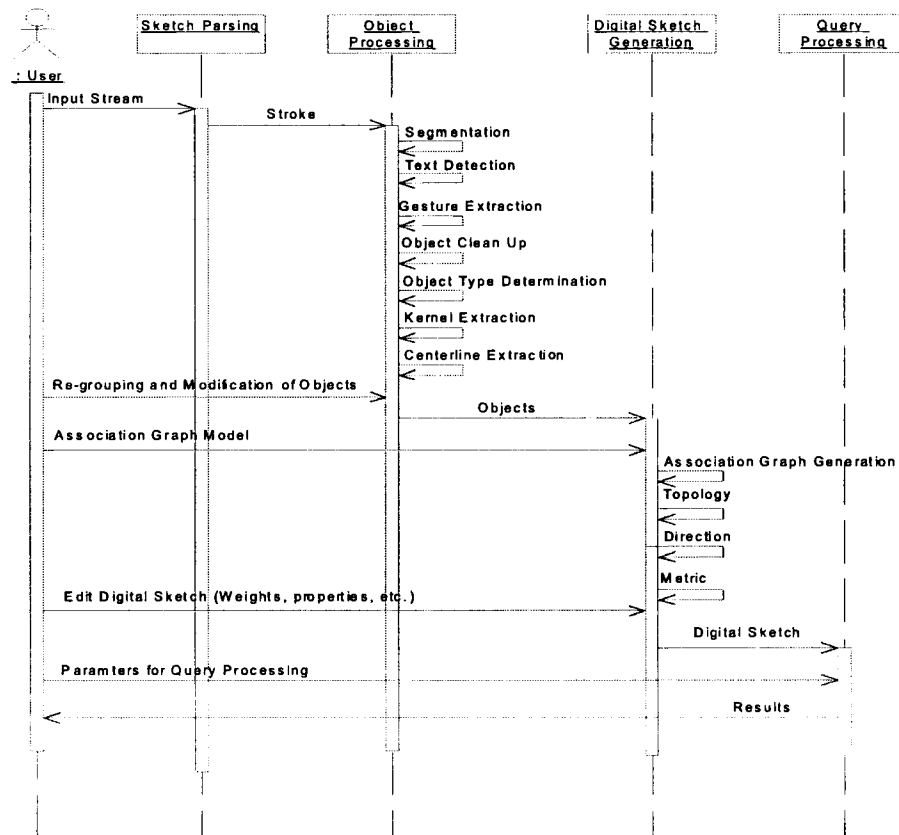 Sketch Parsing
Object
Processing
Digital Sketch
Generation
Query
Processing
: User
Input Stream
Stroke
Segmentation
Text Detection
Gesture Extraction
Object Clean Up
Object Type Determination
Kernel Extraction
Centerline Extraction
Re-grouping and Modification of Objects
Objects
Association Graph Model
Association Graph Generation
Topology
Direction
Metric
Edit Digital Sketch (Weights, properties, etc.)
Digital Sketch
Paramters for Query Processing
Results